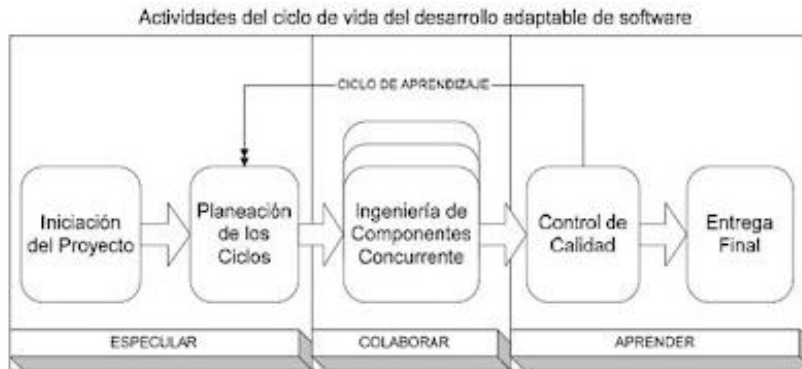 Actividades del ciclo de vida del desarrollo adaptable de software
CICLO DE APRENDIZAJE
Iniciación
del Proyecto
Planeación
de los
Ciclos
Ingeniería de
Componentes
Concurrente
Control de
Calidad
Entrega
Final
ESPECULAR
COLABORAR
APRENDER